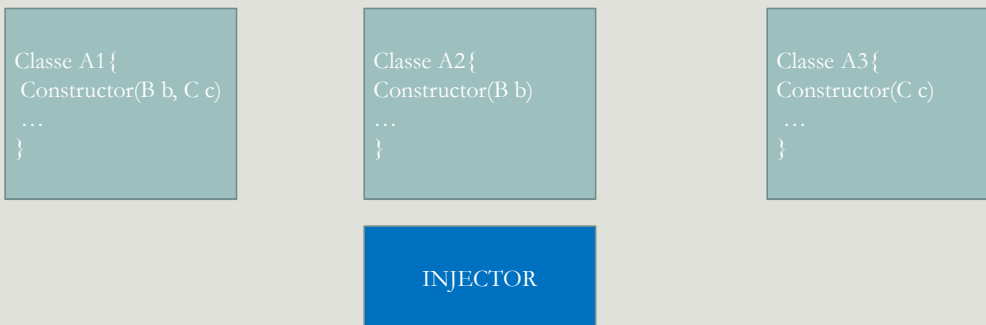 Classe A1{
Constructor(B b, C c)
…
}
Classe A2{
Constructor(B b)
…
}
Classe A3{
Constructor(C c)
…
}
INJECTOR